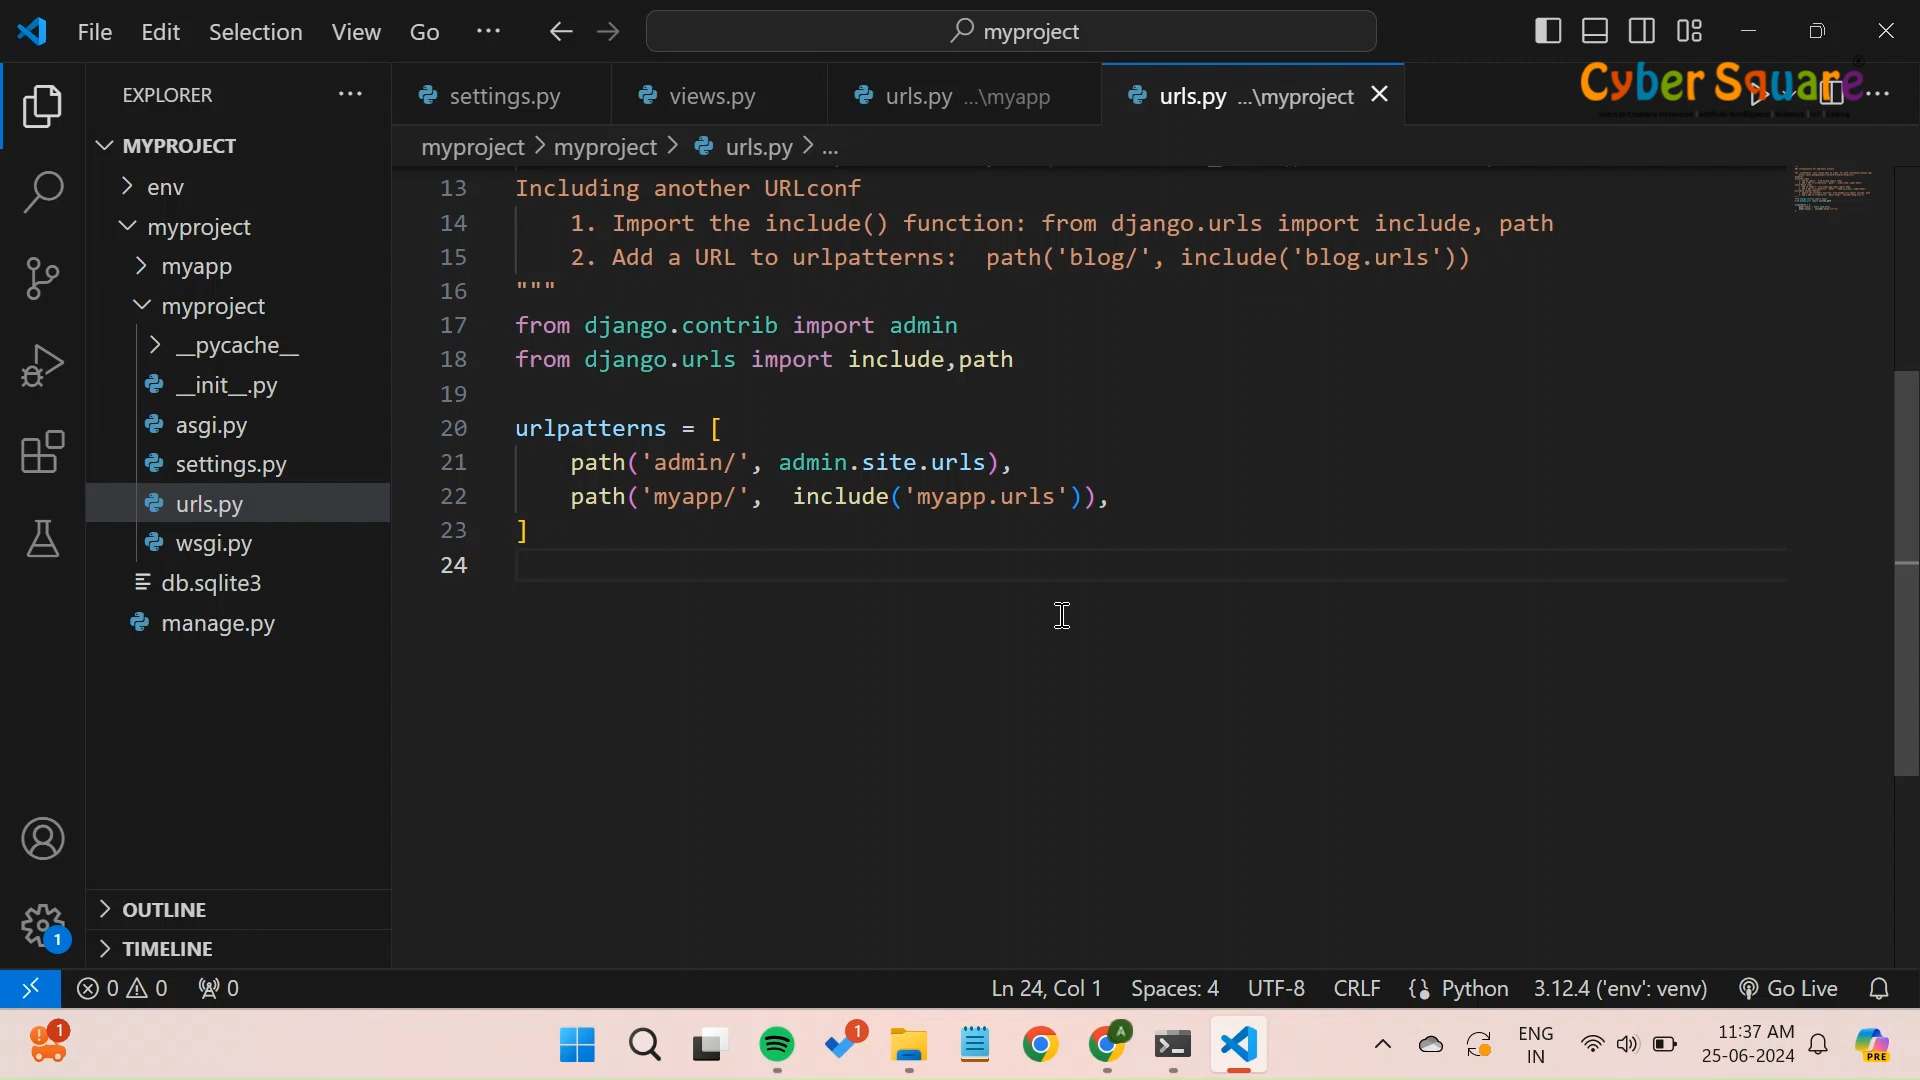 File Edit Selection View Go ··· myproject
Cyber Square
EXPLORER ···
settings.py
views.py
urls.py ...\myapp
urls.py ...\myproject
MYPROJECT
env
myproject
myapp
myproject
__pycache__
__init__.py
asgi.py
settings.py
urls.py
wsgi.py
db.sqlite3
manage.py
OUTLINE
TIMELINE
1
myproject > myproject > urls.py > ...
13 Including another URLconf
14 1. Import the include() function: from django.urls import include, path
15 2. Add a URL to urlpatterns: path('blog/', include('blog.urls'))
16 """
17 from django.contrib import admin
18 from django.urls import include,path
19
20 urlpatterns = [
21 path('admin/', admin.site.urls),
22 path('myapp/', include('myapp.urls')),
23 ]
24
0 0 0 Ln 24, Col 1 Spaces: 4 UTF-8 CRLF Python 3.12.4 ('env': venv) Go Live
1 1 A ENG 11:37 AM
IN 25-06-2024 PRE